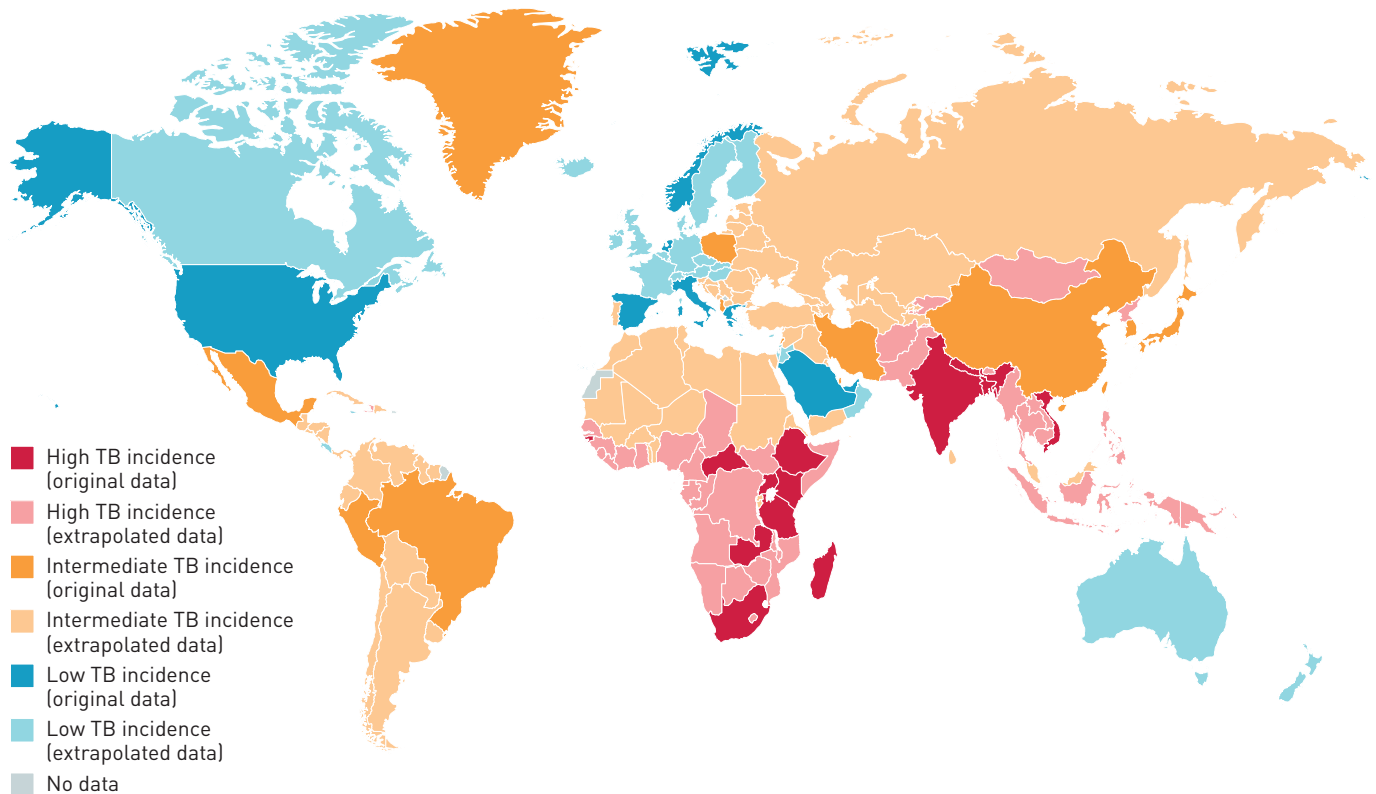 High TB incidence
(original data)
High TB incidence
(extrapolated data)
Intermediate TB incidence
(original data)
Intermediate TB incidence
(extrapolated data)
Low TB incidence
(original data)
Low TB incidence
(extrapolated data)
No data